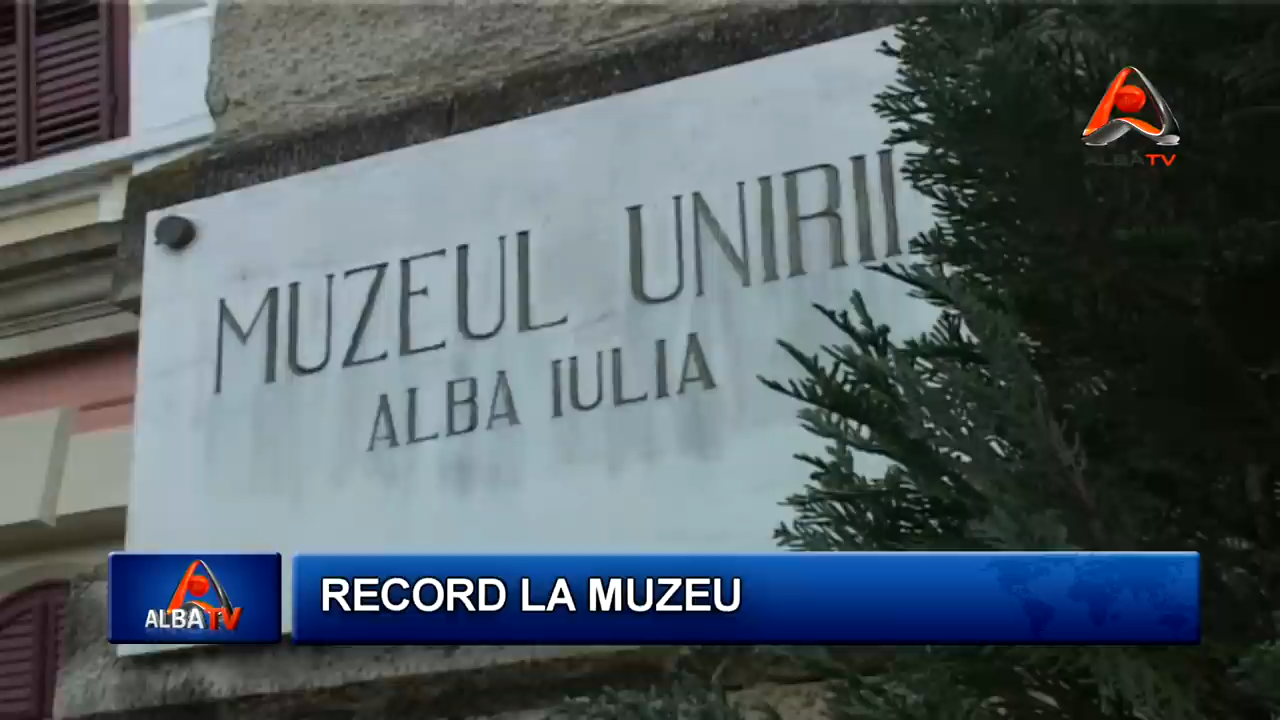 ALBA TV
MUZEUL UNIRII
ALBA IULIA
ALBA TV
RECORD LA MUZEU